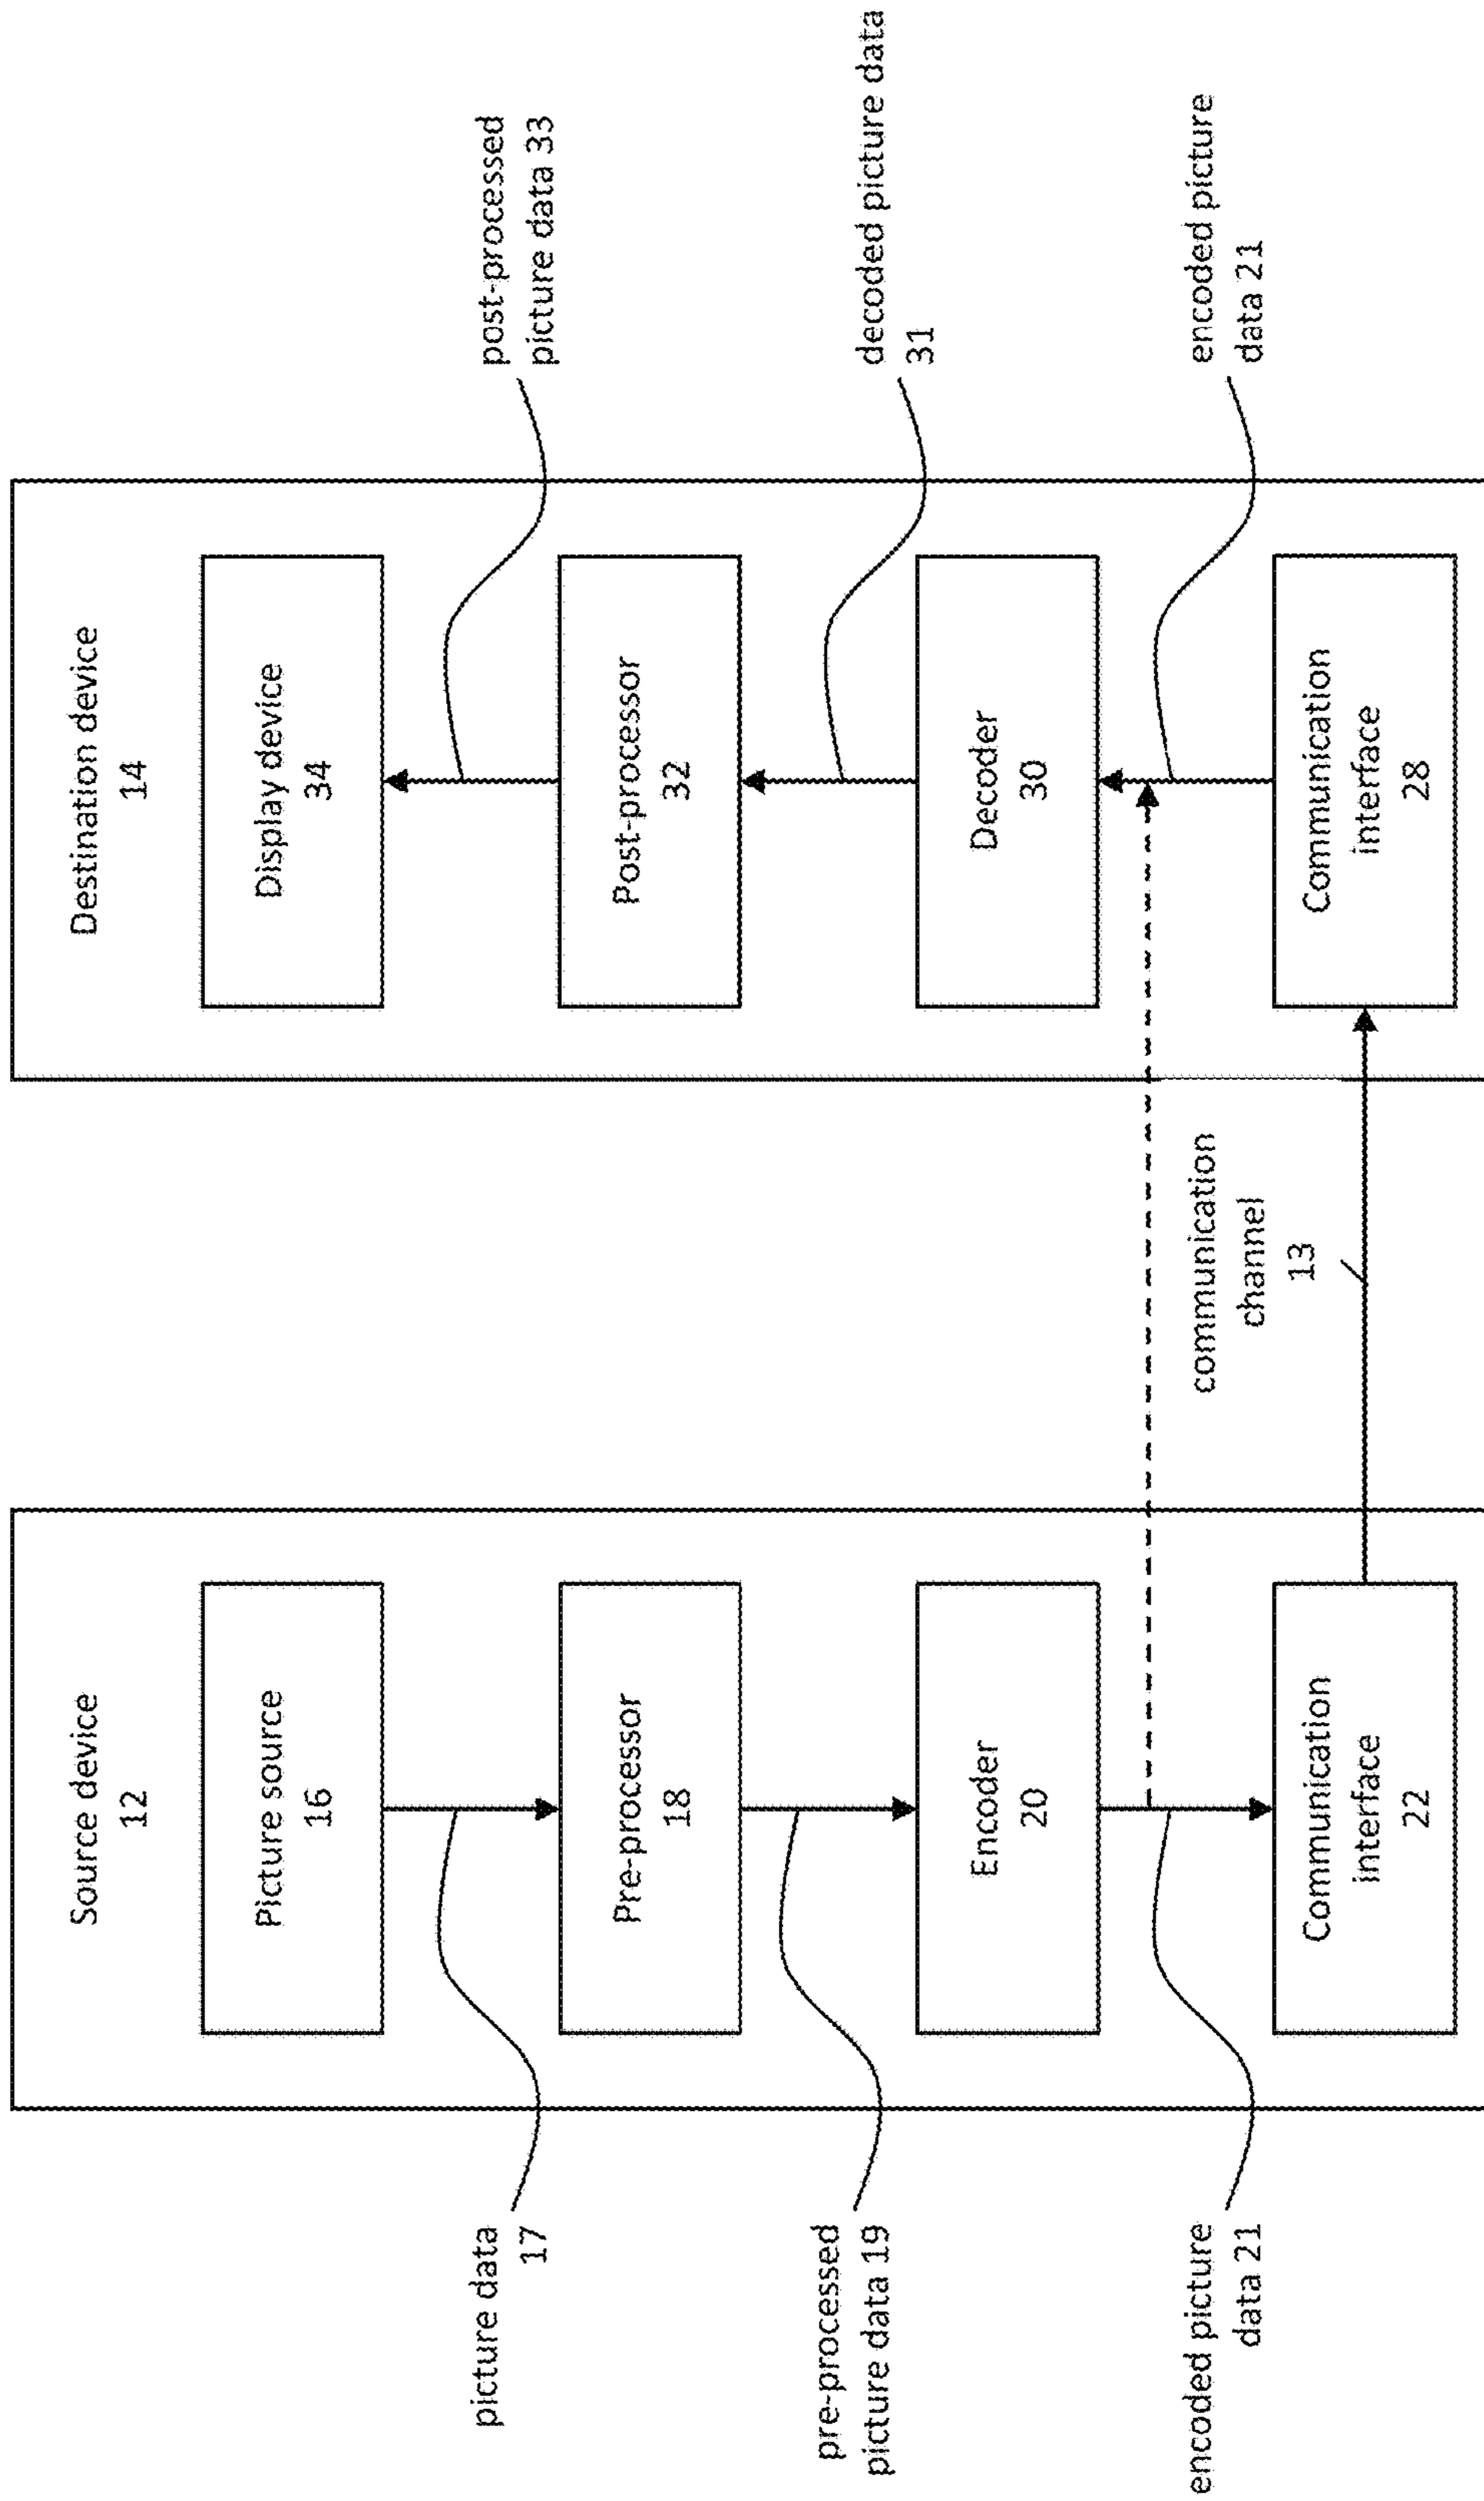 Source device
12
Picture source
16
picture data
17
Pre-processor
18
pre-processed
picture data 19
Encoder
20
encoded picture
data 21
Communication
interface
22
communication
channel
13
Destination device
14
Display device
34
post-processed
picture data 33
Post-processor
32
decoded picture data
31
Decoder
30
encoded picture
data 21
Communication
interface
28